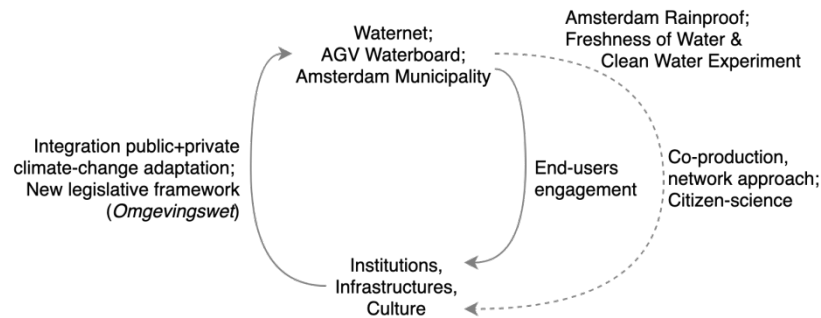 Waternet;
AGV Waterboard;
Amsterdam Municipality
Amsterdam Rainproof;
Freshness of Water &
Clean Water Experiment
Integration public+private
climate-change adaptation;
New legislative framework
(Omgevingswet)
End-users
engagement
Co-production,
network approach;
Citizen-science
Institutions,
Infrastructures,
Culture